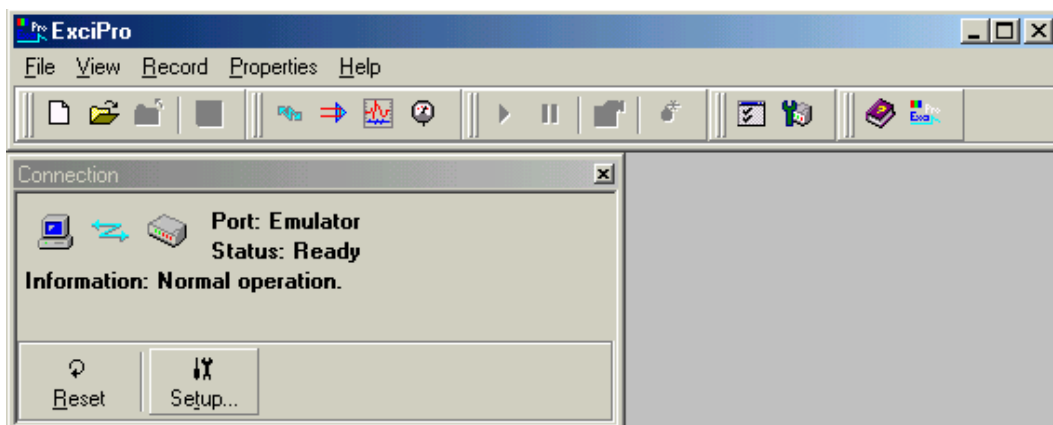 ExciPro
File View Record Properties Help
Connection
Port: Emulator
Status: Ready
Information: Normal operation.
Reset Setup...